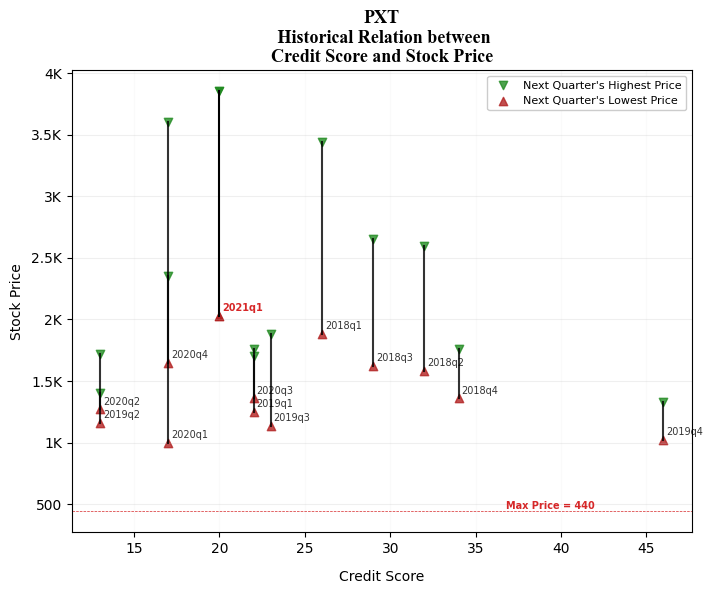 PXT
Historical Relation between
Credit Score and Stock Price
Next Quarter's Highest Price
Next Quarter's Lowest Price
Stock Price
4K
3.5K
3K
2.5K
2K
1.5K
1K
500
2021q1
2018q1
2020q4
2018q3
2018q2
2020q3
2018q4
2020q2
2019q1
2019q2
2019q3
2020q1
2019q4
Max Price = 440
15 20 25 30 35 40 45
Credit Score